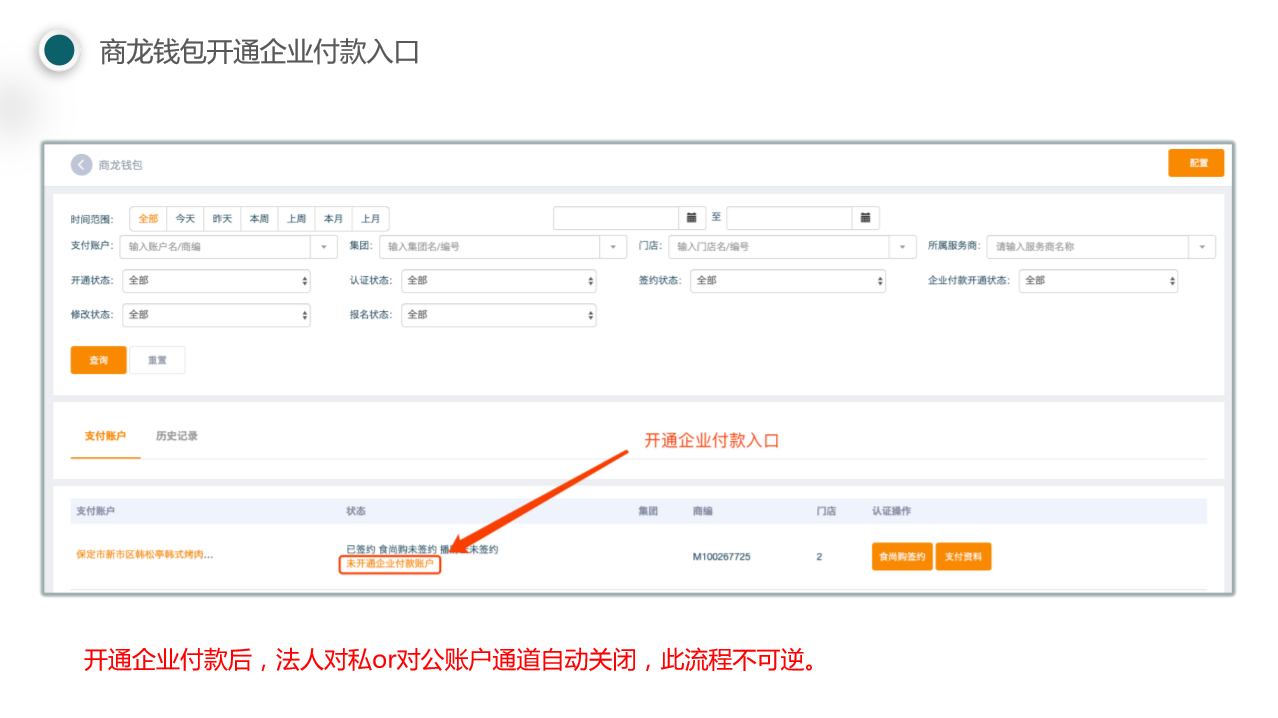 商龙钱包开通企业付款入口
商龙钱包
配置
时间范围: 全部 今天 昨天 本周 上周 本月 上月 至
支付账户: 输入账户名/商编 集团: 输入集团名/编号 门店: 输入门店名/编号 所属服务商: 请输入服务商名称
开通状态: 全部 认证状态: 全部 签约状态: 全部 企业付款开通状态: 全部
修改状态: 全部 报名状态: 全部
查询 重置
支付账户 历史记录
开通企业付款入口
支付账户 状态 集团 商编 门店 认证操作
已签约 食尚购未签约 播 未签约
保定市新市区韩松亭韩式烤肉... M100267725 2 食尚购签约 支付资料
未开通企业付款账户
开通企业付款后，法人对私or对公账户通道自动关闭，此流程不可逆。